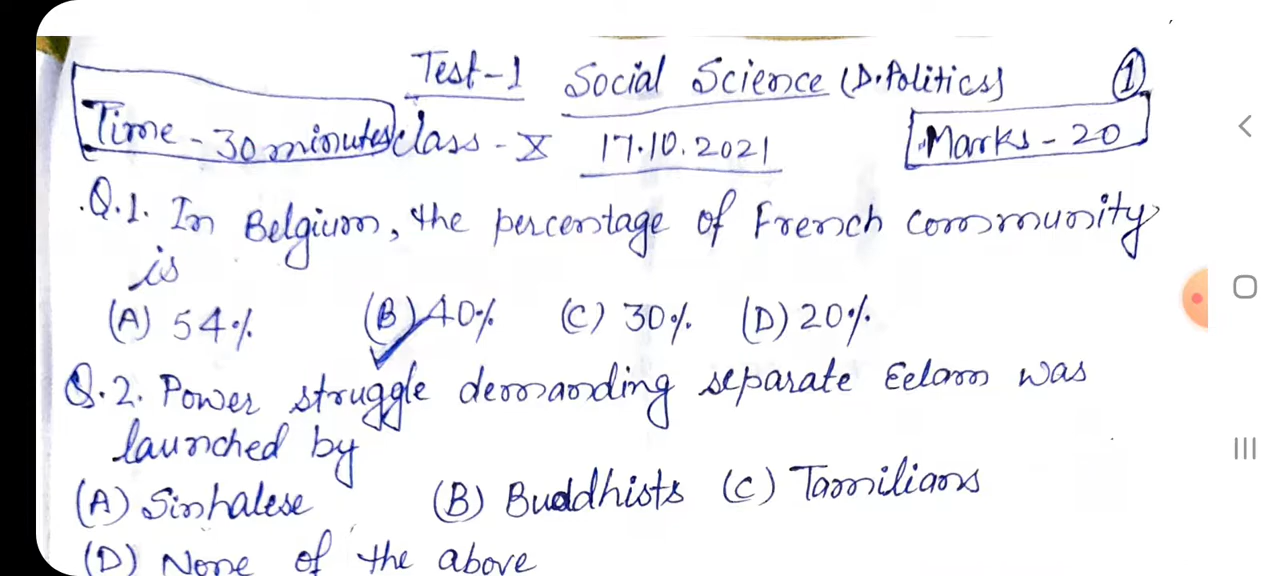 Test-1 Social Science (D.Politics) 1
Time - 30 minutes class - X 17.10.2021 Marks - 20
Q.1. In Belgium, the percentage of French community
is
(A) 54% (B) 40% (C) 30% (D) 20%
Q.2. Power struggle demanding separate Eelam was
launched by
(A) Sinhalese (B) Buddhists (C) Tamilians
(D) None of the above